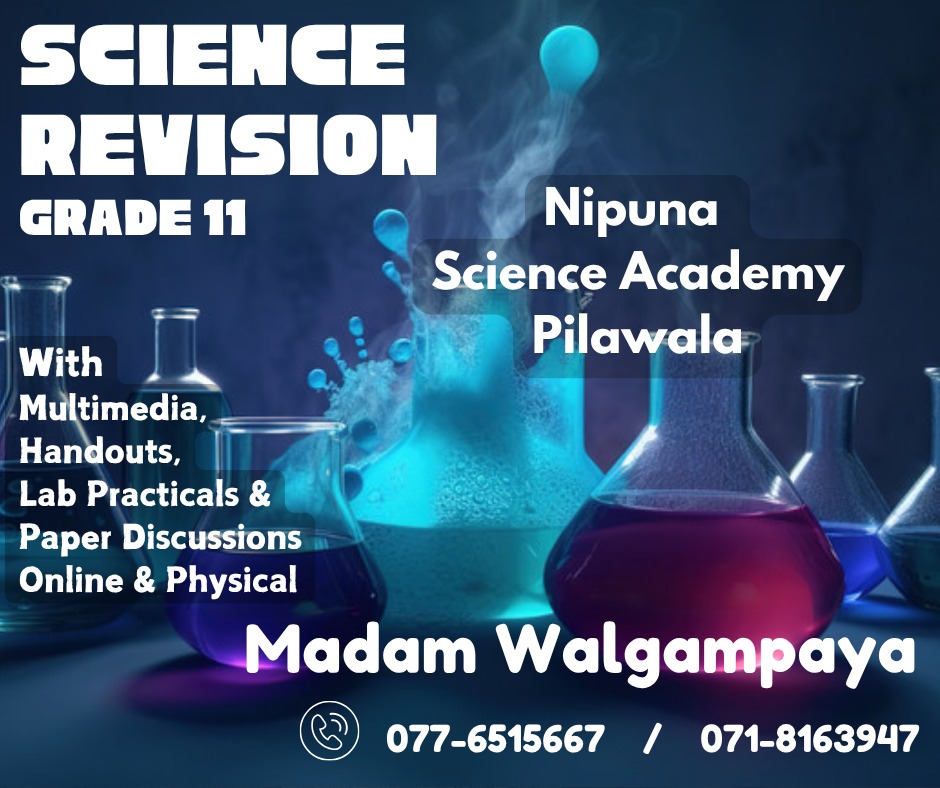 SCIENCE
REVISION
GRADE 11
Nipuna
Science Academy
Pilawala
With
Multimedia,
Handouts,
Lab Practicals &
Paper Discussions
Online & Physical
Madam Walgampaya
077-6515667 / 071-8163947